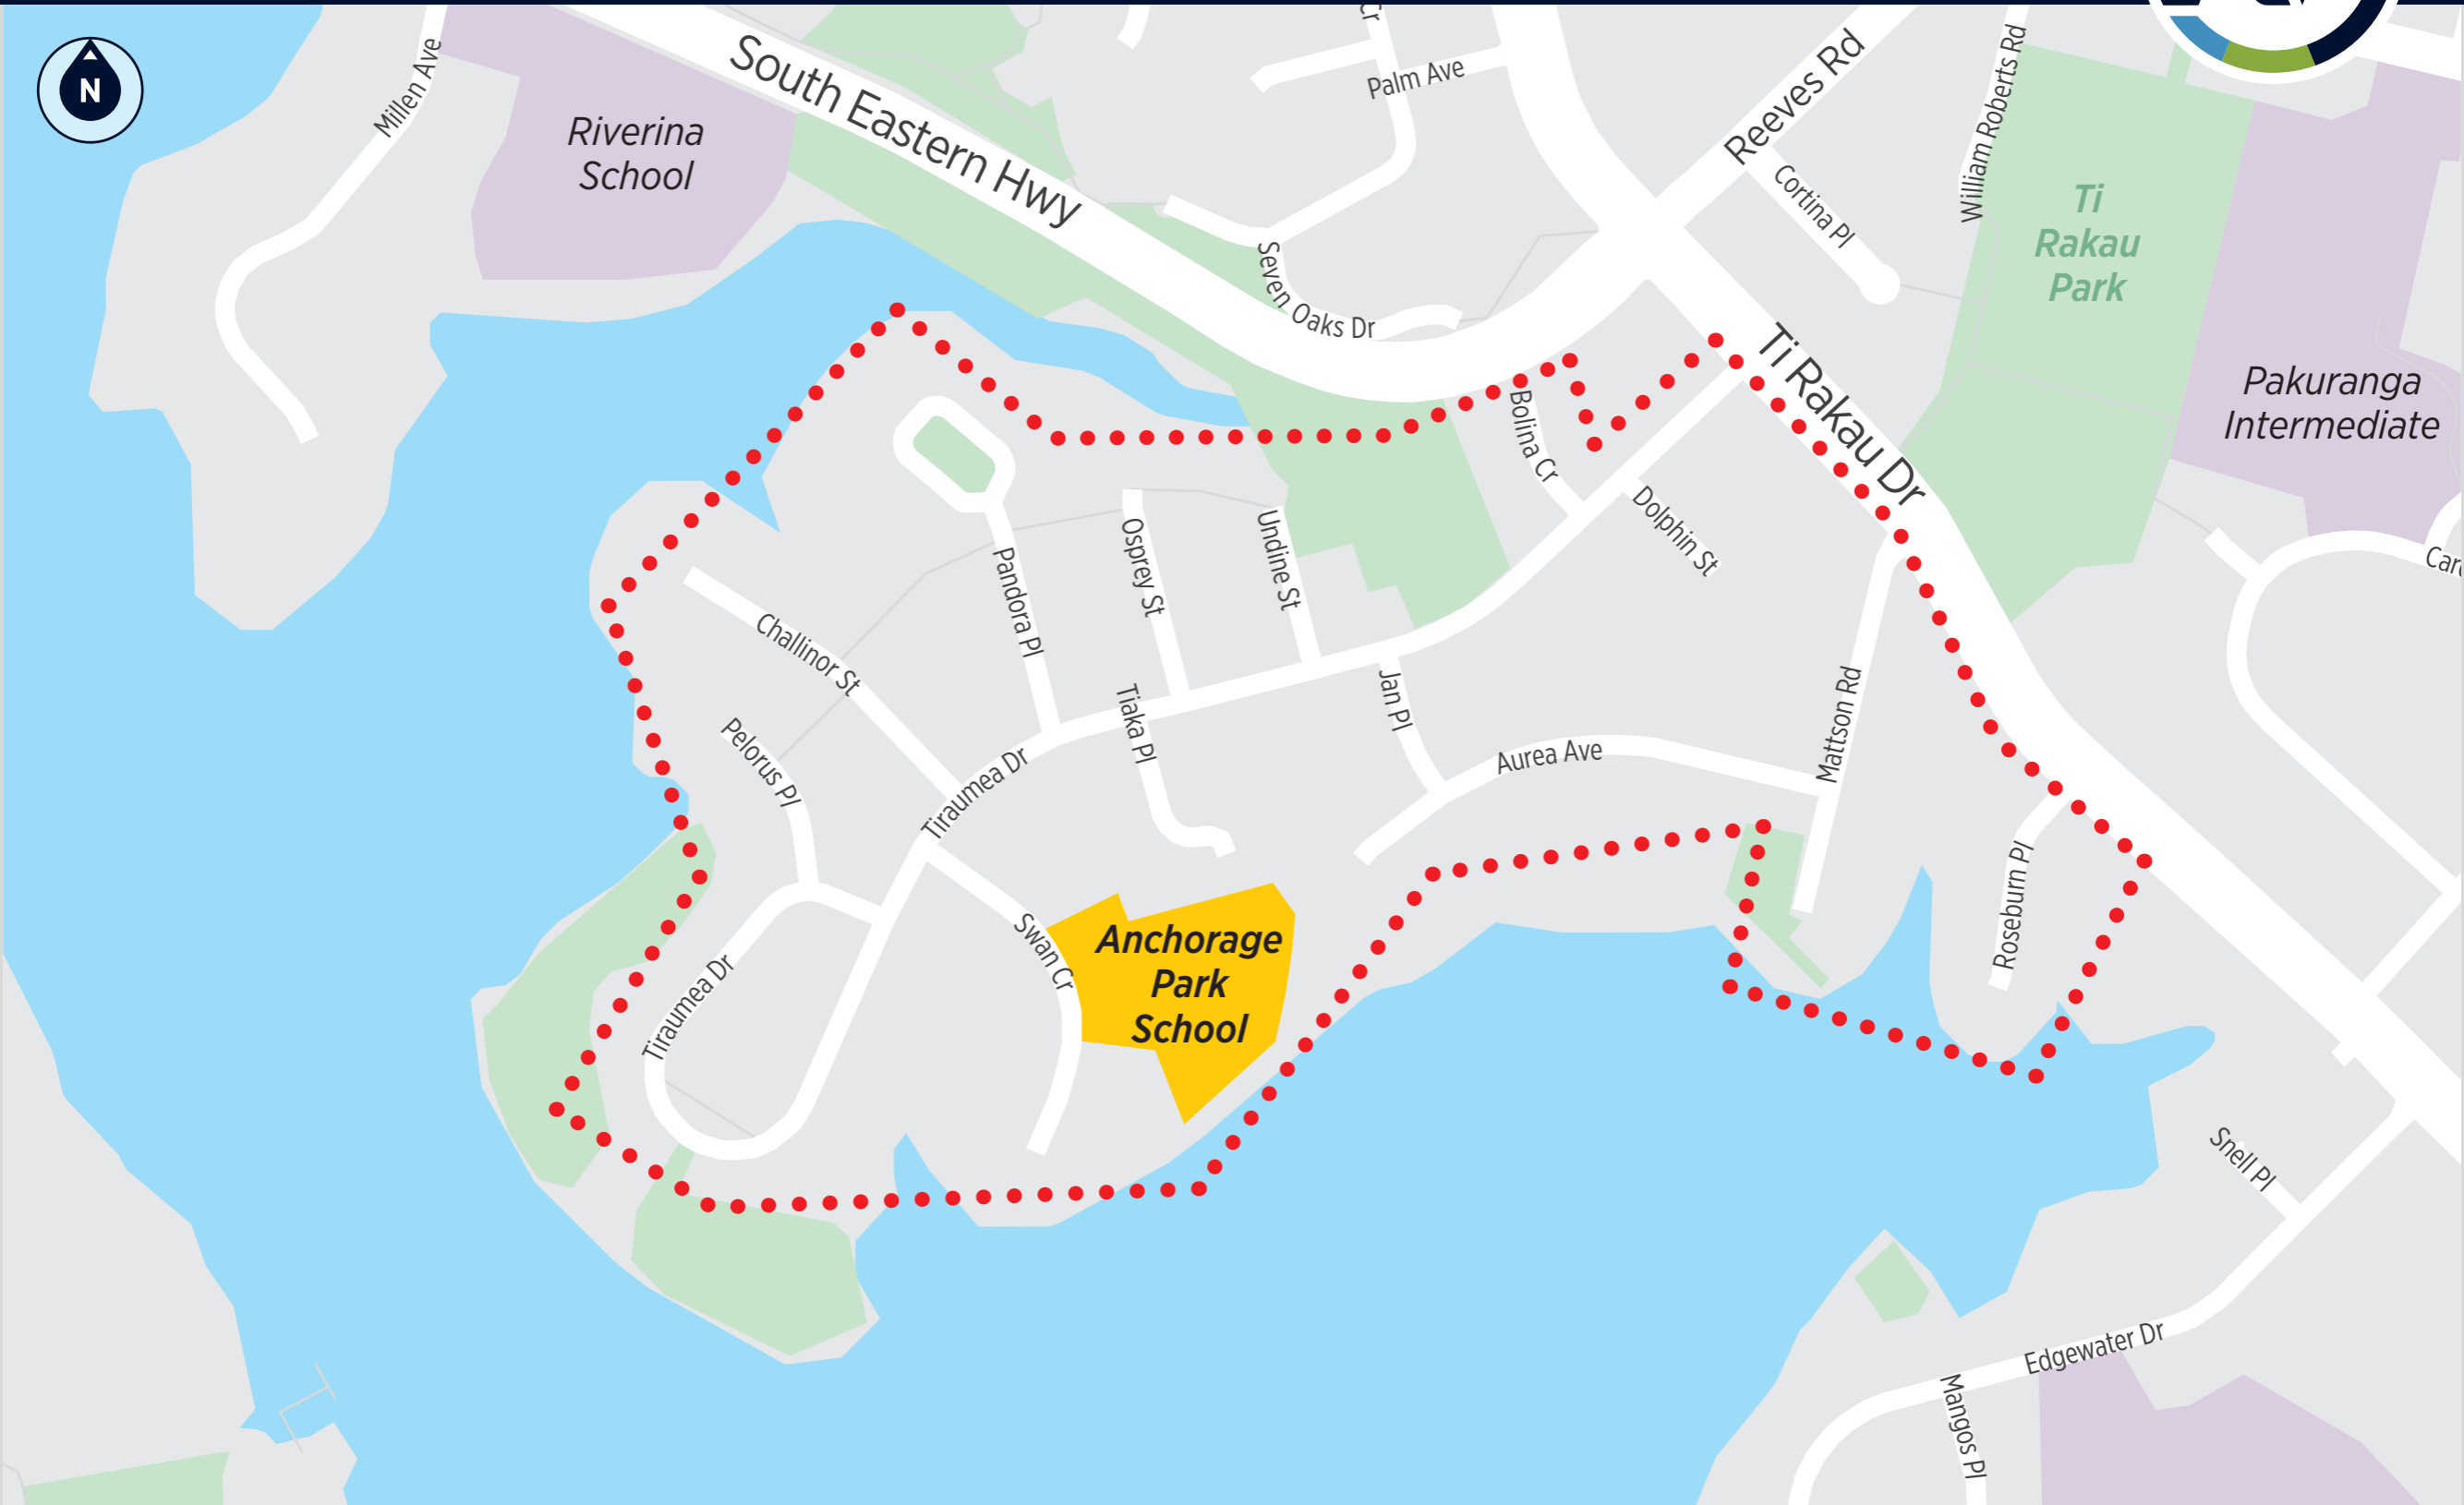 N
Millen Ave
Riverina
School
South Eastern Hwy
Cr
Palm Ave
Reeves Rd
Cortina Pl
William Roberts Rd
Ti
Rakau
Park
Seven Oaks Dr
Ti Rakau Dr
Pakuranga
Intermediate
Bolina Cr
Dolphin St
Osprey St
Undine St
Pandora Pl
Challinor St
Pelorus Pl
Tiraumea Dr
Tiaka Pl
Jan Pl
Aurea Ave
Mattson Rd
Roseburn Pl
Swan Cr
Anchorage
Park
School
Tiraumea Dr
Snell Pl
Edgewater Dr
Mangos Pl